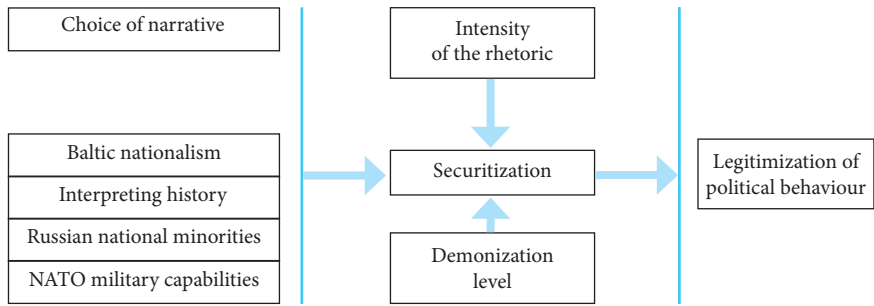 Choice of narrative
Baltic nationalism
Interpreting history
Russian national minorities
NATO military capabilities
Intensity
of the rhetoric
Securitization
Demonization
level
Legitimization of
political behaviour